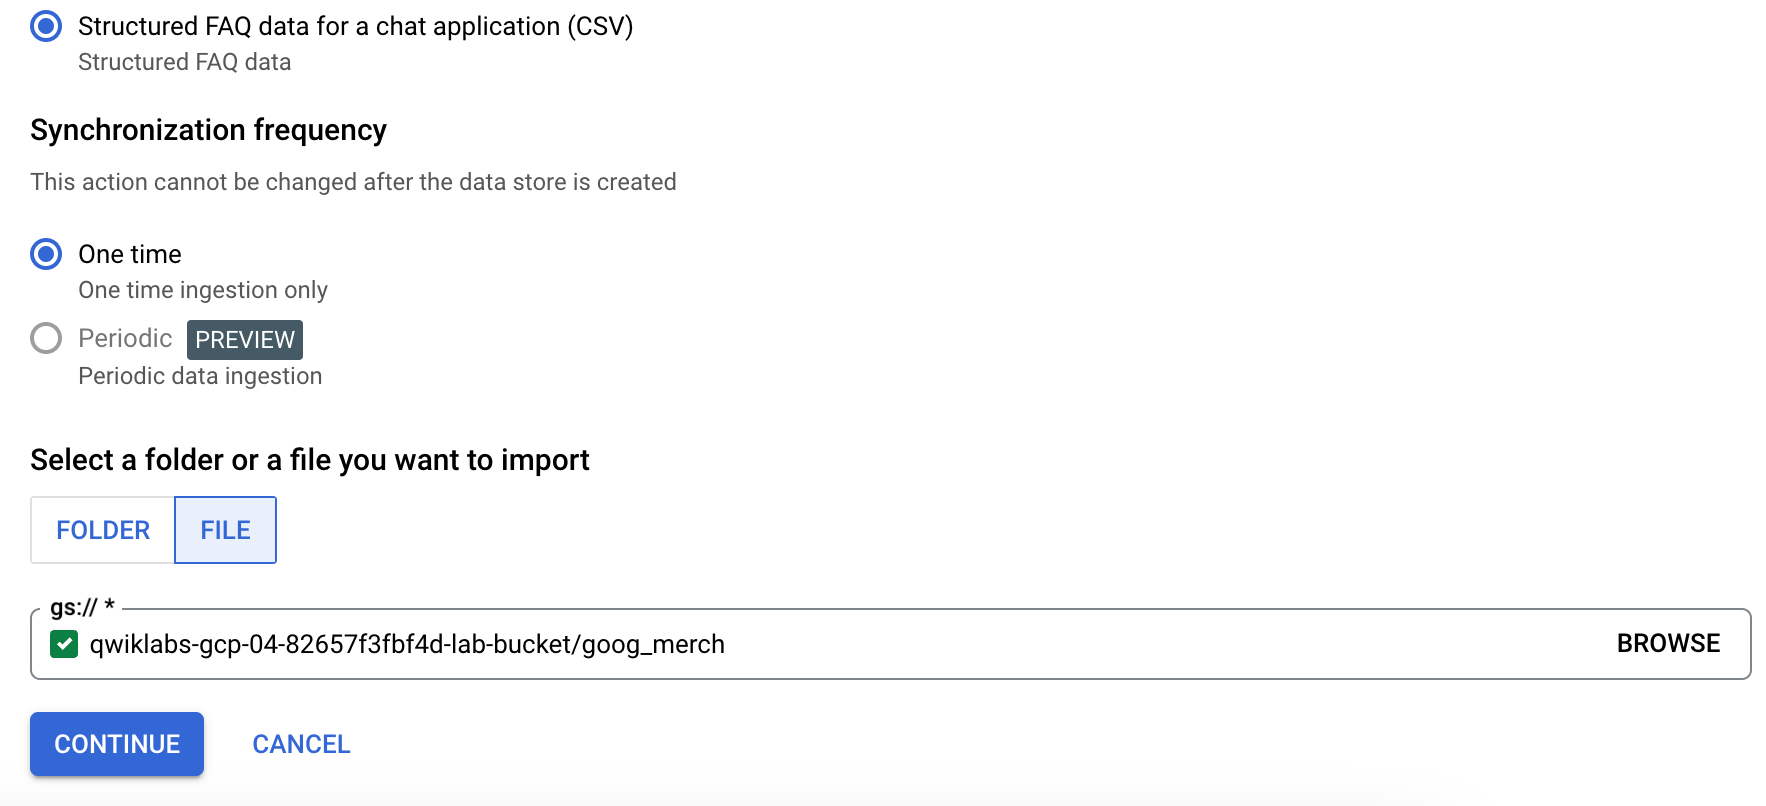 Structured FAQ data for a chat application (CSV)
Structured FAQ data
Synchronization frequency
This action cannot be changed after the data store is created
One time
One time ingestion only
Periodic PREVIEW
Periodic data ingestion
Select a folder or a file you want to import
FOLDER FILE
gs:// *
qwiklabs-gcp-04-82657f3fbf4d-lab-bucket/goog_merch BROWSE
CONTINUE CANCEL